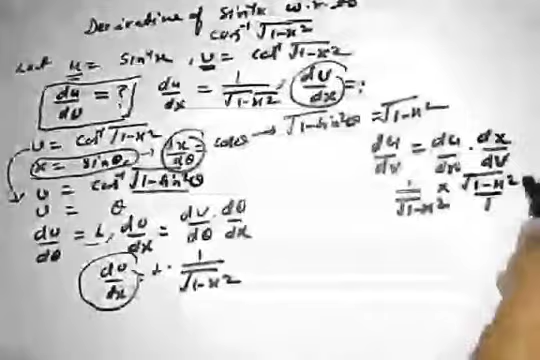 Derivative of sin⁻¹x w.r. to
cos⁻¹ √1-x²
Let u = sin⁻¹x, v = cos⁻¹ √1-x²
du/dv = ? du/dx = 1/√1-x², dv/dx = ?
v = cos⁻¹ √1-x²
x = sinθ, dx/dθ = cosθ → √1-sin²θ = √1-x²
v = cos⁻¹ √1-sin²θ
v = θ
dv/dθ = 1, dv/dx = dv/dθ · dθ/dx
dv/dx = 1 · 1/√1-x²
du/dv = du/dx · dx/dv
1/√1-x² × √1-x²/1